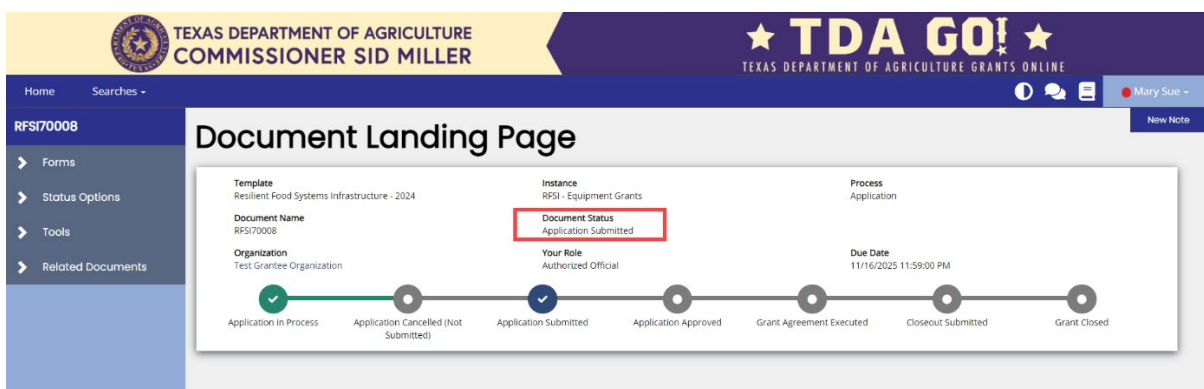 TEXAS DEPARTMENT OF AGRICULTURE
COMMISSIONER SID MILLER
TDA GO!
TEXAS DEPARTMENT OF AGRICULTURE GRANTS ONLINE
Home
Searches
Mary Sue
RFSI70008
New Note
Forms
Status Options
Tools
Related Documents
Document Landing Page
Template
Resilient Food Systems Infrastructure - 2024
Instance
RFSI - Equipment Grants
Process
Application
Document Name
RFSI70008
Document Status
Application Submitted
Organization
Test Grantee Organization
Your Role
Authorized Official
Due Date
11/16/2025 11:59:00 PM
Application in Process
Application Cancelled (Not
Submitted)
Application Submitted
Application Approved
Grant Agreement Executed
Closeout Submitted
Grant Closed